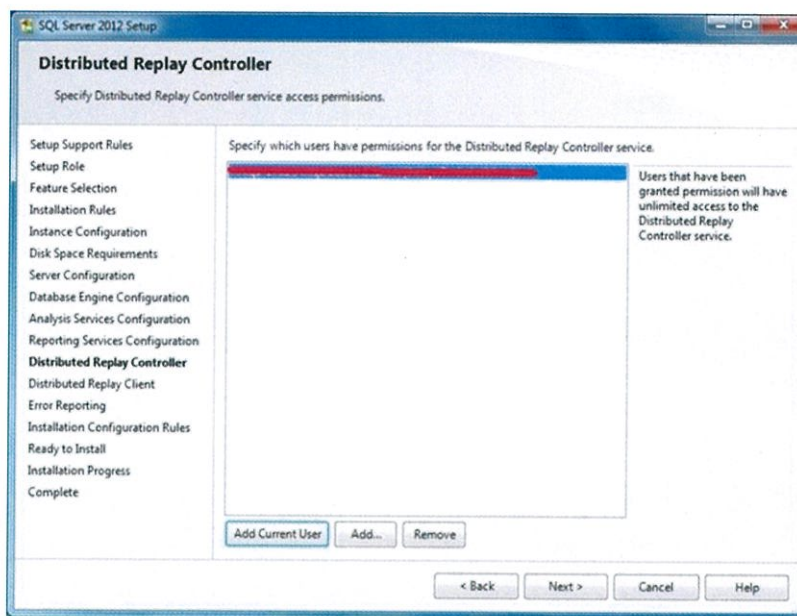 SQL Server 2012 Setup
Distributed Replay Controller
Specify Distributed Replay Controller service access permissions.
Setup Support Rules
Setup Role
Feature Selection
Installation Rules
Instance Configuration
Disk Space Requirements
Server Configuration
Database Engine Configuration
Analysis Services Configuration
Reporting Services Configuration
Distributed Replay Controller
Distributed Replay Client
Error Reporting
Installation Configuration Rules
Ready to Install
Installation Progress
Complete
Specify which users have permissions for the Distributed Replay Controller service.
Users that have been
granted permission will have
unlimited access to the
Distributed Replay
Controller service.
Add Current User
Add...
Remove
< Back
Next >
Cancel
Help